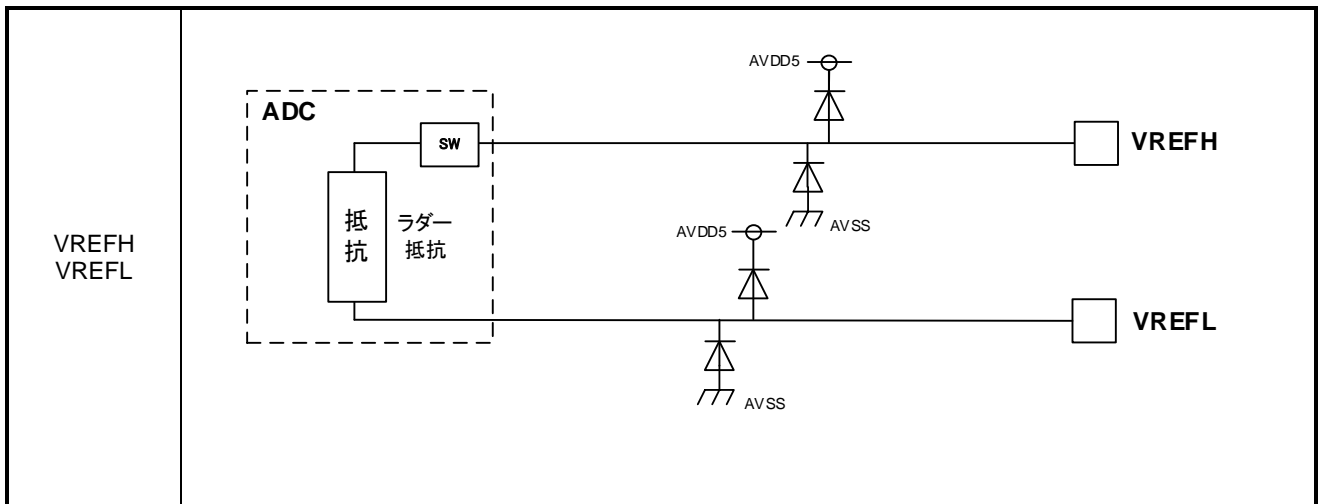 VREFH
VREFL
ADC
SW
抵
抗
ラダー
抵抗
AVDD5
AVSS
VREFH
AVDD5
AVSS
VREFL